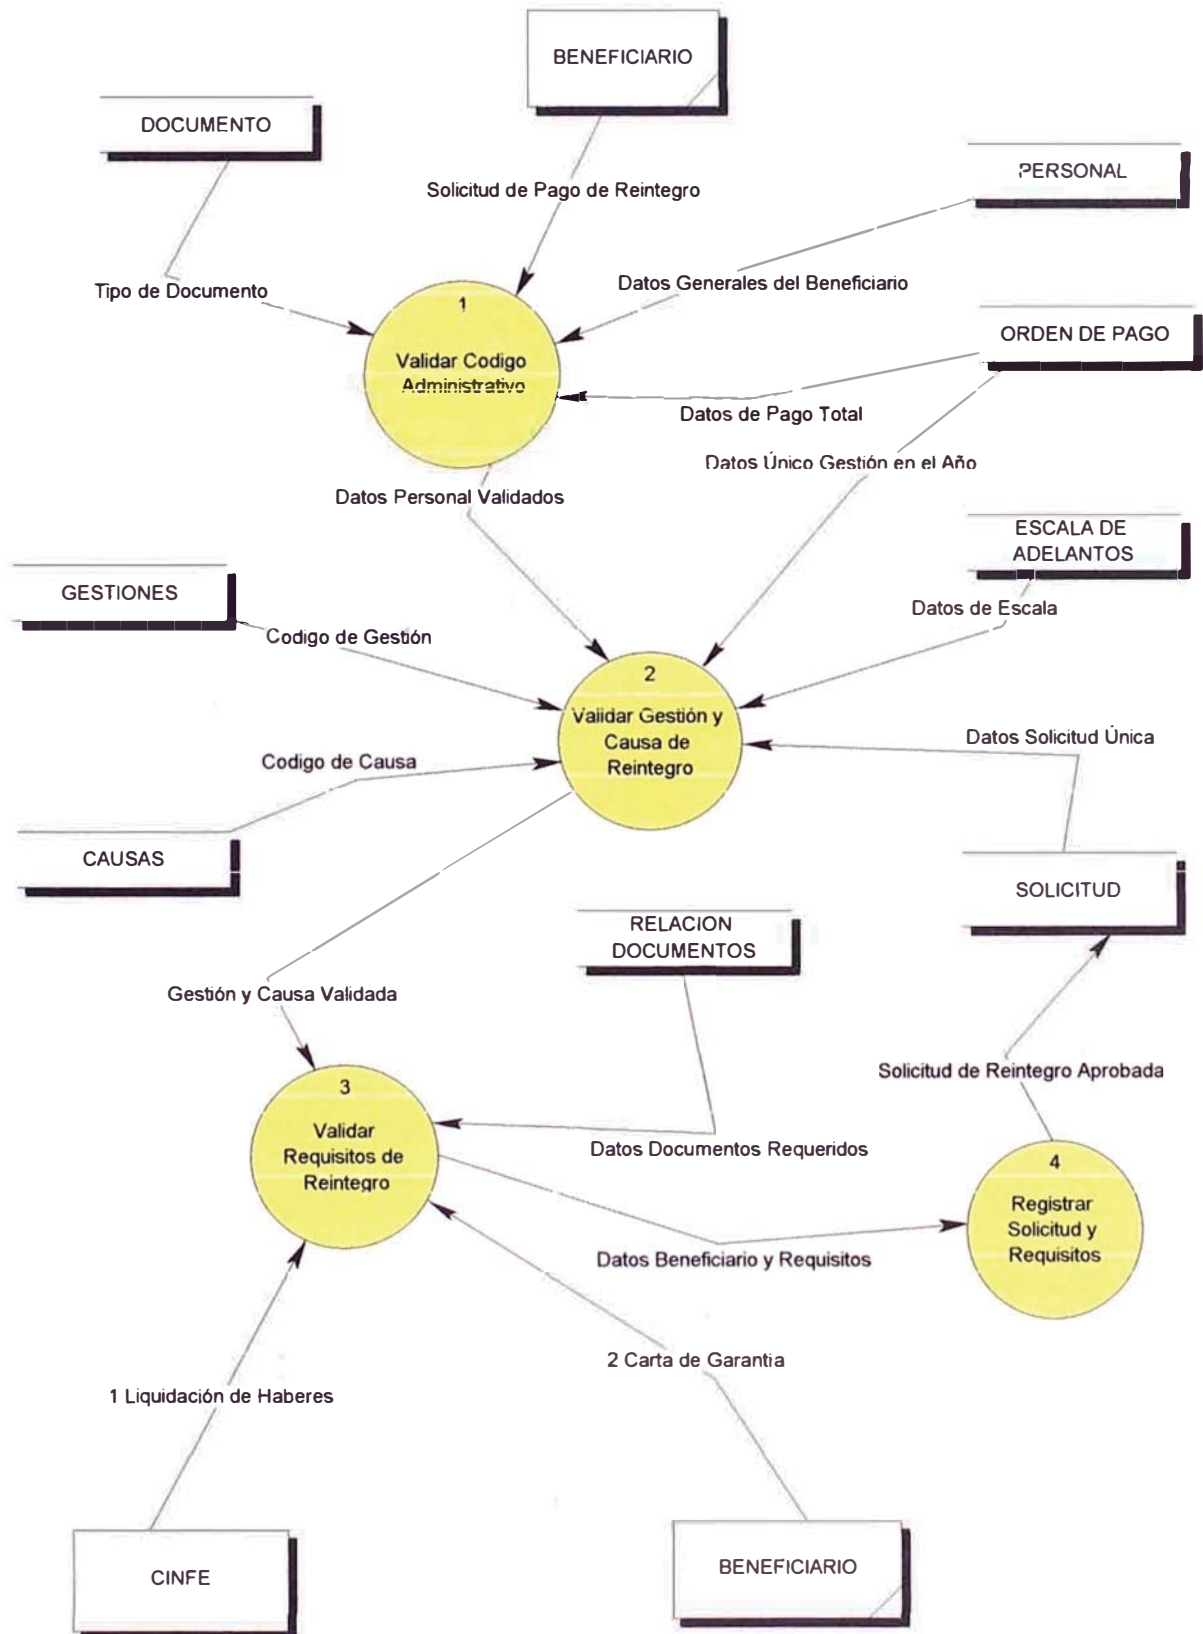 BENEFICIARIO
DOCUMENTO
PERSONAL
Solicitud de Pago de Reintegro
Datos Generales del Beneficiario
Tipo de Documento
1
Validar Codigo
Administrativo
ORDEN DE PAGO
Datos de Pago Total
Datos Único Gestión en el Año
Datos Personal Validados
ESCALA DE
ADELANTOS
GESTIONES
Datos de Escala
Codigo de Gestión
2
Validar Gestión y
Causa de
Reintegro
Datos Solicitud Única
Codigo de Causa
CAUSAS
SOLICITUD
RELACION
DOCUMENTOS
Gestión y Causa Validada
Solicitud de Reintegro Aprobada
3
Validar
Requisitos de
Reintegro
Datos Documentos Requeridos
4
Registrar
Solicitud y
Requisitos
Datos Beneficiario y Requisitos
2 Carta de Garantia
1 Liquidación de Haberes
CINFE
BENEFICIARIO